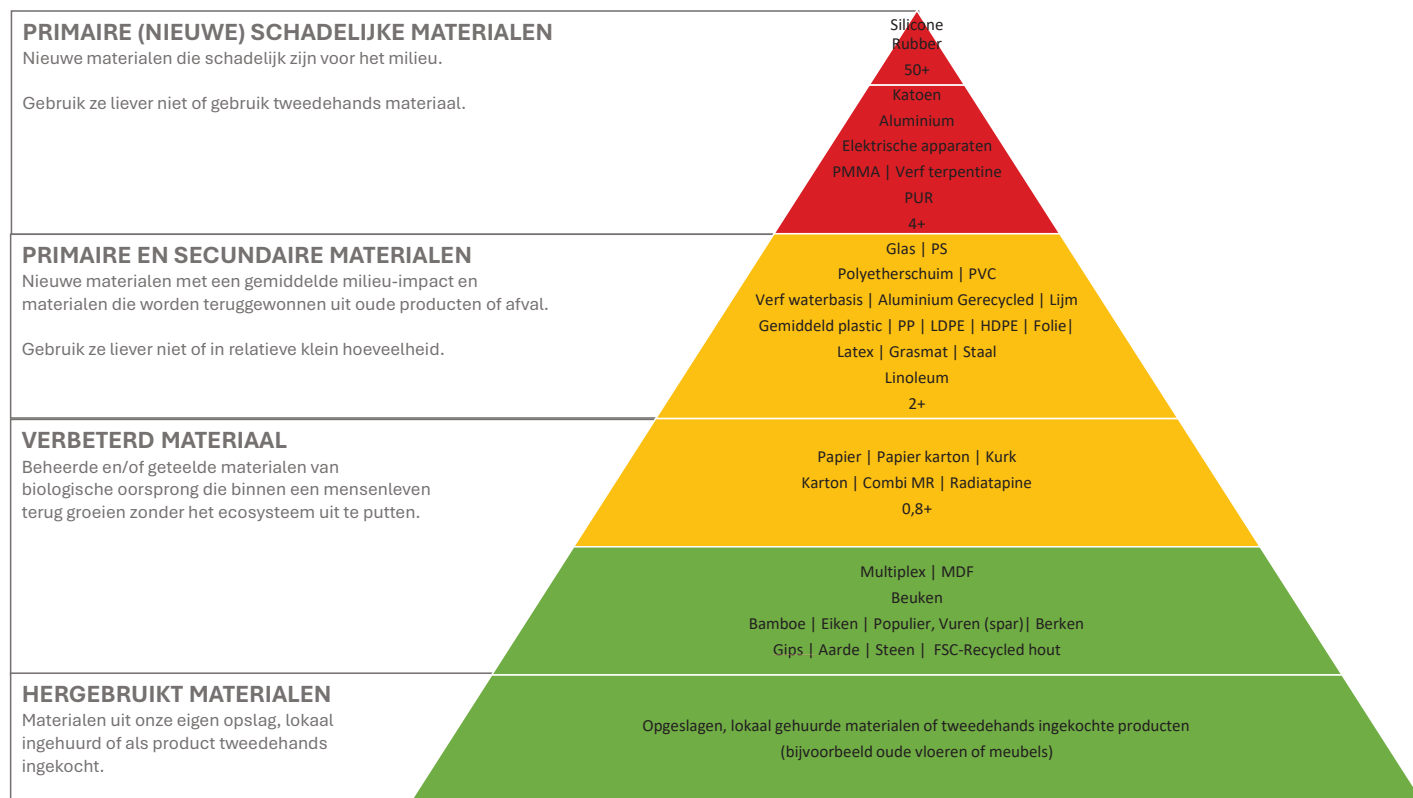 PRIMAIRE (NIEUWE) SCHADELIJKE MATERIALEN
Nieuwe materialen die schadelijk zijn voor het milieu.
Gebruik ze liever niet of gebruik tweedehands materiaal.
Silicone
Rubber
50+
Katoen
Aluminium
Elektrische apparaten
PMMA | Verf terpentine
PUR
4+
PRIMAIRE EN SECUNDAIRE MATERIALEN
Nieuwe materialen met een gemiddelde milieu-impact en
materialen die worden teruggewonnen uit oude producten of afval.
Gebruik ze liever niet of in relatieve klein hoeveelheid.
Glas | PS
Polyetherschuim | PVC
Verf waterbasis | Aluminium Gerecycled | Lijm
Gemiddeld plastic | PP | LDPE | HDPE | Folie|
Latex | Grasmat | Staal
Linoleum
2+
VERBETERD MATERIAAL
Beheerde en/of geteelde materialen van
biologische oorsprong die binnen een mensenleven
terug groeien zonder het ecosysteem uit te putten.
Papier | Papier karton | Kurk
Karton | Combi MR | Radiatapine
0,8+
Multiplex | MDF
Beuken
Bamboe | Eiken | Populier, Vuren (spar)| Berken
Gips | Aarde | Steen | FSC-Recycled hout
HERGEBRUIKT MATERIALEN
Materialen uit onze eigen opslag, lokaal
ingehuurd of als product tweedehands
ingekocht.
Opgeslagen, lokaal gehuurde materialen of tweedehands ingekochte producten
(bijvoorbeeld oude vloeren of meubels)